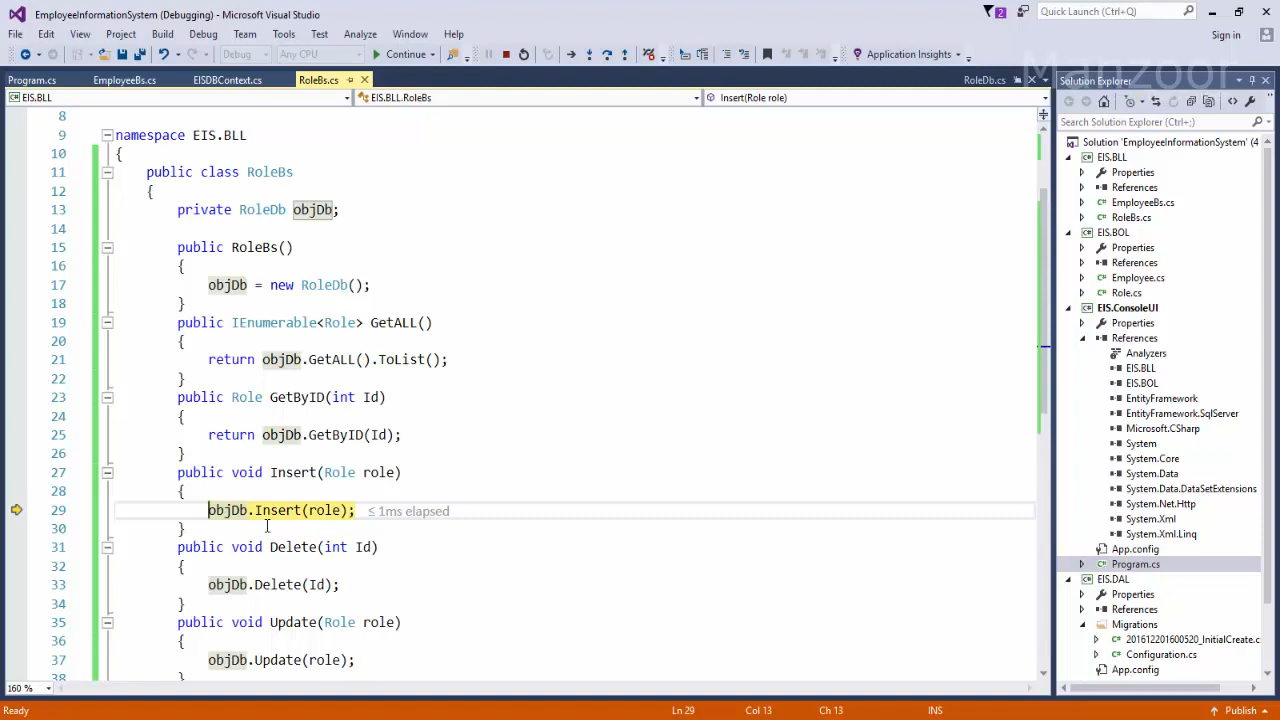 EmployeeInformationSystem (Debugging) - Microsoft Visual Studio
2
Quick Launch (Ctrl+Q)
File Edit View Project Build Debug Team Tools Test Analyze Window Help
Sign in
Debug Any CPU Continue Application Insights
Manzoor
Program.cs EmployeeBs.cs EISDBContext.cs RoleBs.cs RoleDb.cs
EIS.BLL EIS.BLL.RoleBs Insert(Role role)
8
9 namespace EIS.BLL
10 {
11 public class RoleBs
12 {
13 private RoleDb objDb;
14
15 public RoleBs()
16 {
17 objDb = new RoleDb();
18 }
19 public IEnumerable<Role> GetALL()
20 {
21 return objDb.GetALL().ToList();
22 }
23 public Role GetByID(int Id)
24 {
25 return objDb.GetByID(Id);
26 }
27 public void Insert(Role role)
28 {
29 objDb.Insert(role); ≤ 1ms elapsed
30 }
31 public void Delete(int Id)
32 {
33 objDb.Delete(Id);
34 }
35 public void Update(Role role)
36 {
37 objDb.Update(role);
38 }
160 %
Solution Explorer
Search Solution Explorer (Ctrl+;)
Solution 'EmployeeInformationSystem' (4
EIS.BLL
Properties
References
EmployeeBs.cs
RoleBs.cs
EIS.BOL
Properties
References
Employee.cs
Role.cs
EIS.ConsoleUI
Properties
References
Analyzers
EIS.BLL
EIS.BOL
EntityFramework
EntityFramework.SqlServer
Microsoft.CSharp
System
System.Core
System.Data
System.Data.DataSetExtensions
System.Net.Http
System.Xml
System.Xml.Linq
App.config
Program.cs
EIS.DAL
Properties
References
Migrations
201612201600520_InitialCreate.c
Configuration.cs
App.config
Ready Ln 29 Col 13 Ch 13 INS Publish